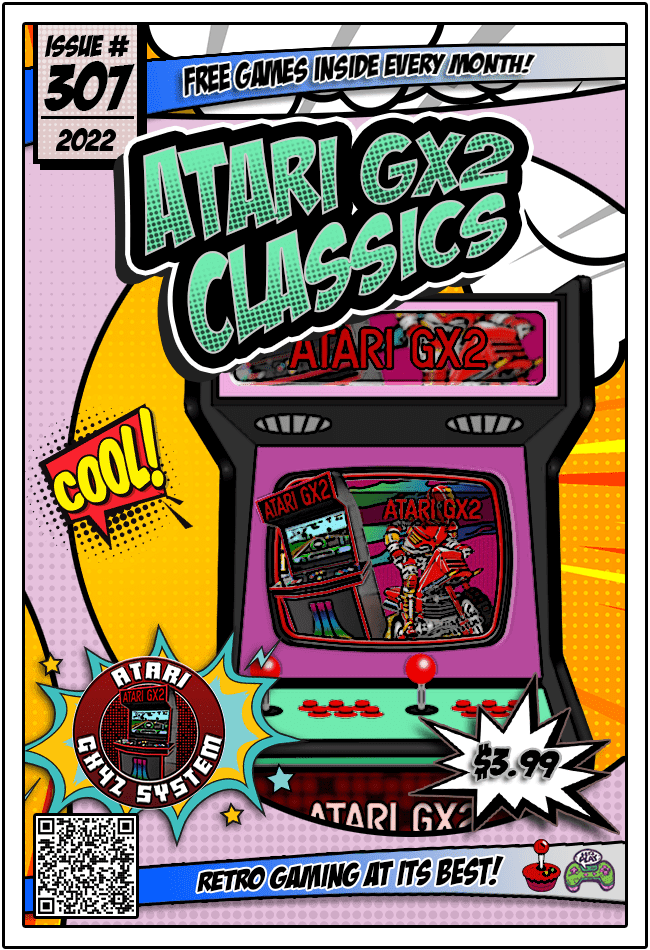 ISSUE #
307
2022
FREE GAMES INSIDE EVERY MONTH!
ATARI GX2
CLASSICS
ATARI GX2
COOL!
ATARI GX2
ATARI GX2
ATARI
ATARI GX2
GX42 SYSTEM
$3.99
ATARI GX2
RETRO GAMING AT ITS BEST!